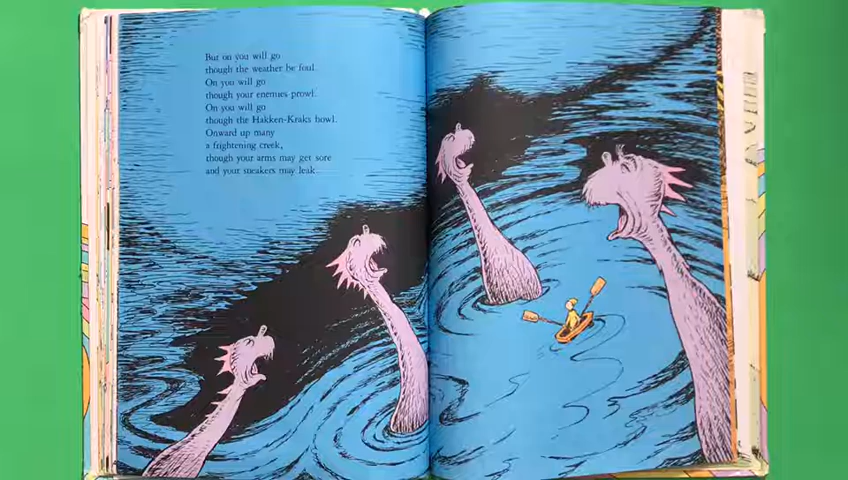 But on you will go
though the weather be foul.
On you will go
though your enemies prowl.
On you will go
though the Hakken-Kraks howl.
Onward up many
a frightening creek,
though your arms may get sore
and your sneakers may leak.